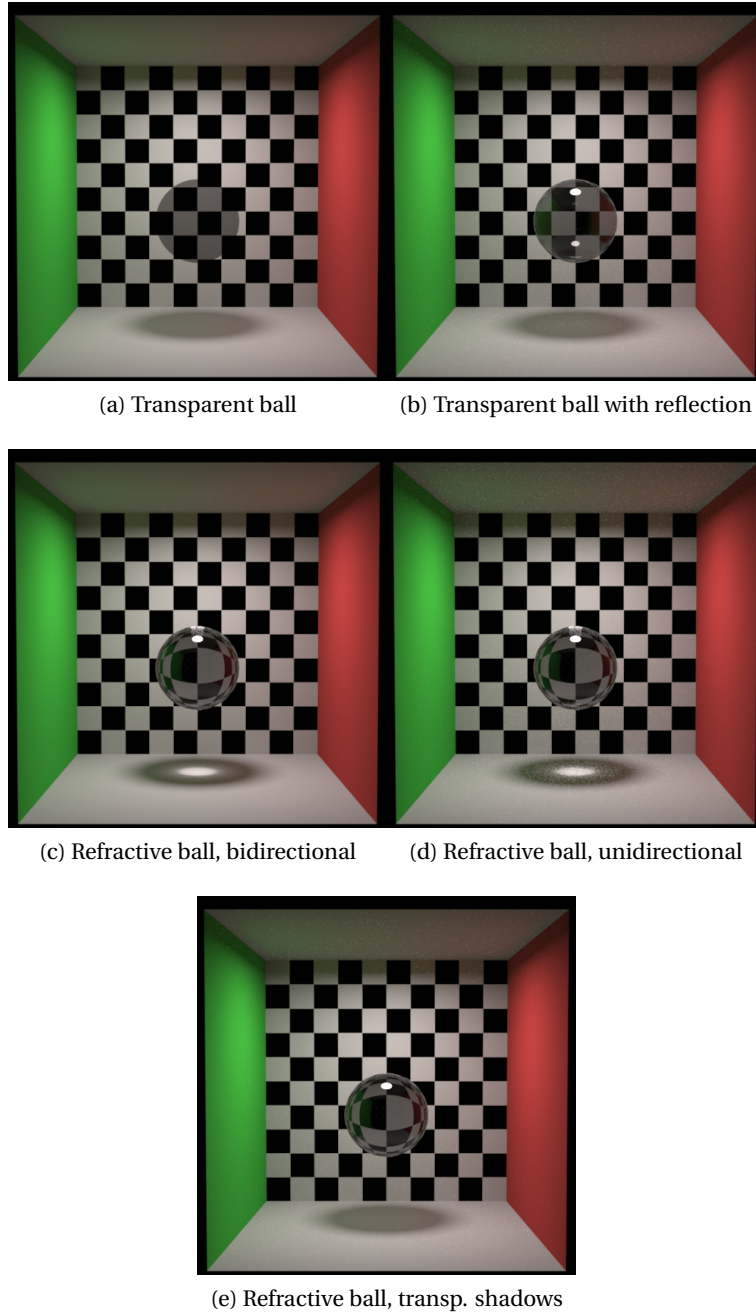 (a) Transparent ball
(b) Transparent ball with reflection
(c) Refractive ball, bidirectional
(d) Refractive ball, unidirectional
(e) Refractive ball, transp. shadows